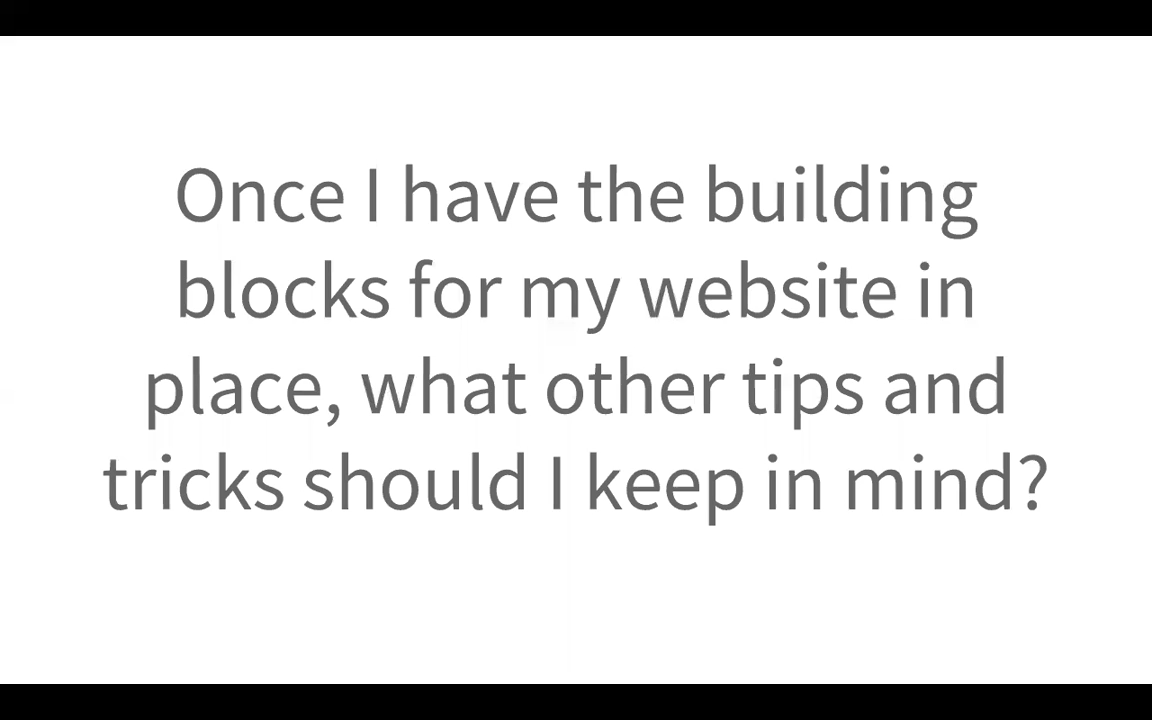 Once I have the building
blocks for my website in
place, what other tips and
tricks should I keep in mind?